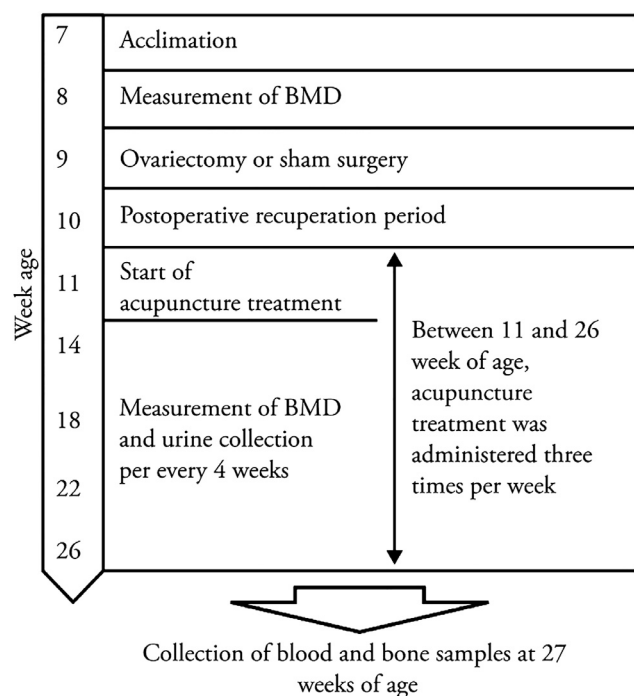 Week age
7 Acclimation
8 Measurement of BMD
9 Ovariectomy or sham surgery
10 Postoperative recuperation period
11 Start of
acupuncture treatment
14
18
22
26
Measurement of BMD
and urine collection
per every 4 weeks
Between 11 and 26
week of age,
acupuncture
treatment was
administered three
times per week
Collection of blood and bone samples at 27
weeks of age